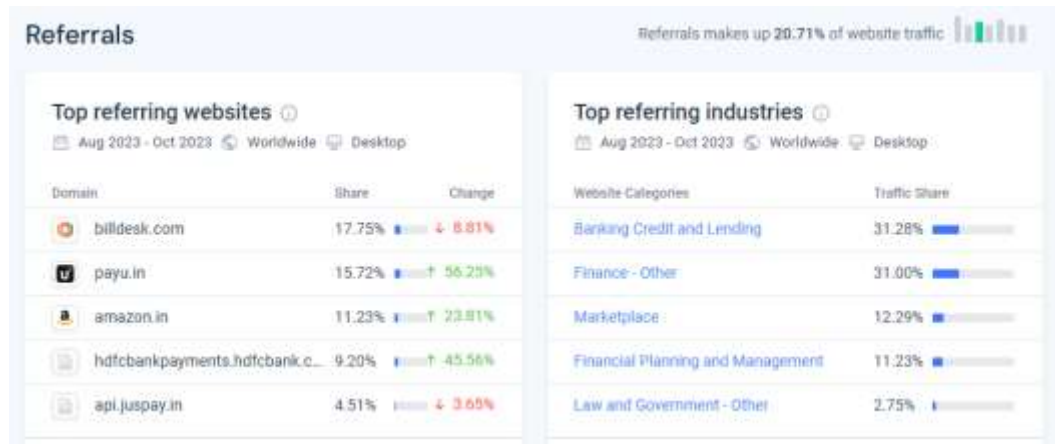 Referrals
Referrals makes up 20.71% of website traffic
Top referring websites
Aug 2023 - Oct 2023 Worldwide Desktop
Domain Share Change
billdesk.com 17.75% ↓ 8.81%
payu.in 15.72% ↑ 56.25%
amazon.in 11.23% ↑ 23.81%
hdfcbankpayments.hdfcbank.c... 9.20% ↑ 45.56%
api.juspay.in 4.51% ↓ 3.65%
Top referring industries
Aug 2023 - Oct 2023 Worldwide Desktop
Website Categories Traffic Share
Banking Credit and Lending 31.28%
Finance - Other 31.00%
Marketplace 12.29%
Financial Planning and Management 11.23%
Law and Government - Other 2.75%